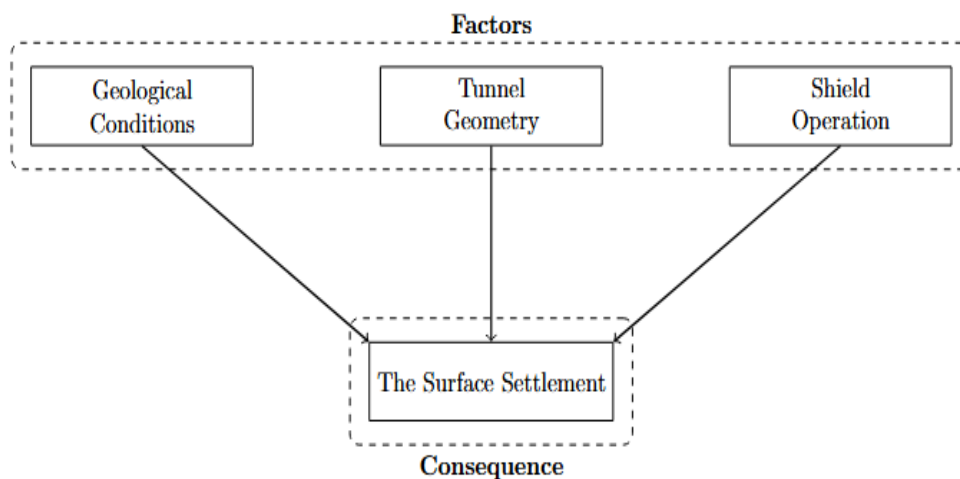 Factors
Geological
Conditions
Tunnel
Geometry
Shield
Operation
The Surface Settlement
Consequence